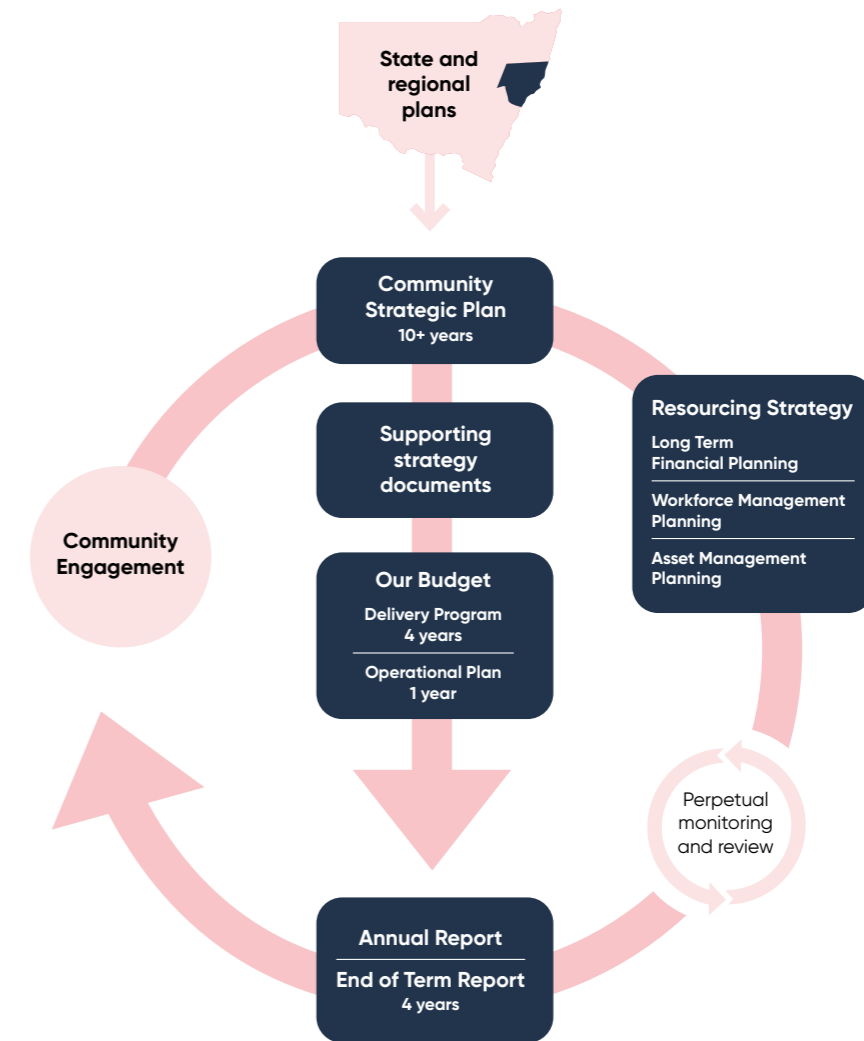 State and
regional
plans
Community
Strategic Plan
10+ years
Supporting
strategy
documents
Our Budget
Delivery Program
4 years
Operational Plan
1 year
Resourcing Strategy
Long Term
Financial Planning
Workforce Management
Planning
Asset Management
Planning
Community
Engagement
Perpetual
monitoring
and review
Annual Report
End of Term Report
4 years